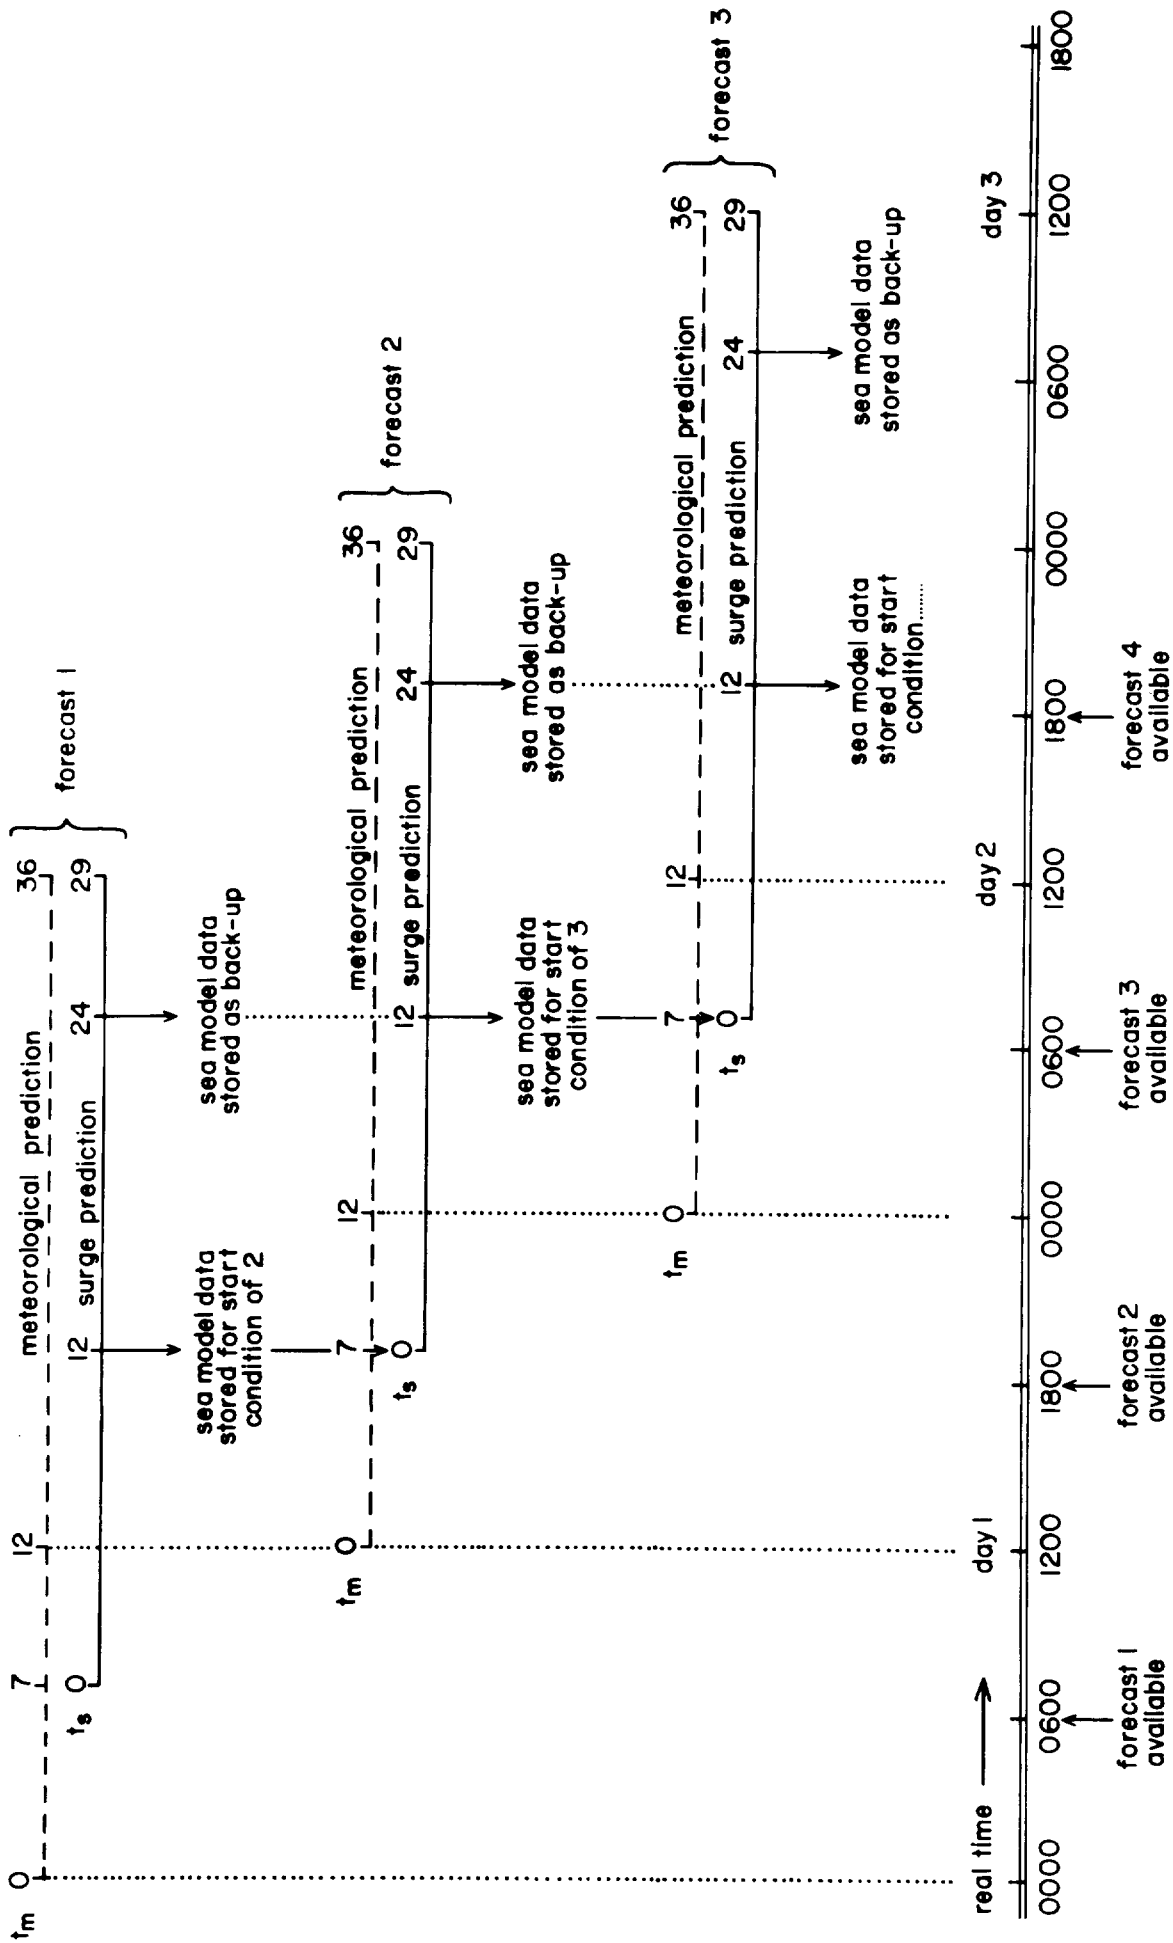 tm
0
7
12
meteorological prediction
36
ts
0
12
surge prediction
24
29
forecast 1
sea model data
stored for start
condition of 2
sea model data
stored as back-up
tm
0
7
12
meteorological prediction
36
ts
0
12
surge prediction
24
29
forecast 2
sea model data
stored for start
condition of 3
sea model data
stored as back-up
tm
0
7
12
meteorological prediction
36
ts
0
12
surge prediction
24
29
forecast 3
sea model data
stored for start
condition.......
sea model data
stored as back-up
real time
day 1
day 2
day 3
0000
0600
1200
1800
0000
0600
1200
1800
0000
0600
1200
1800
forecast 1
available
forecast 2
available
forecast 3
available
forecast 4
available